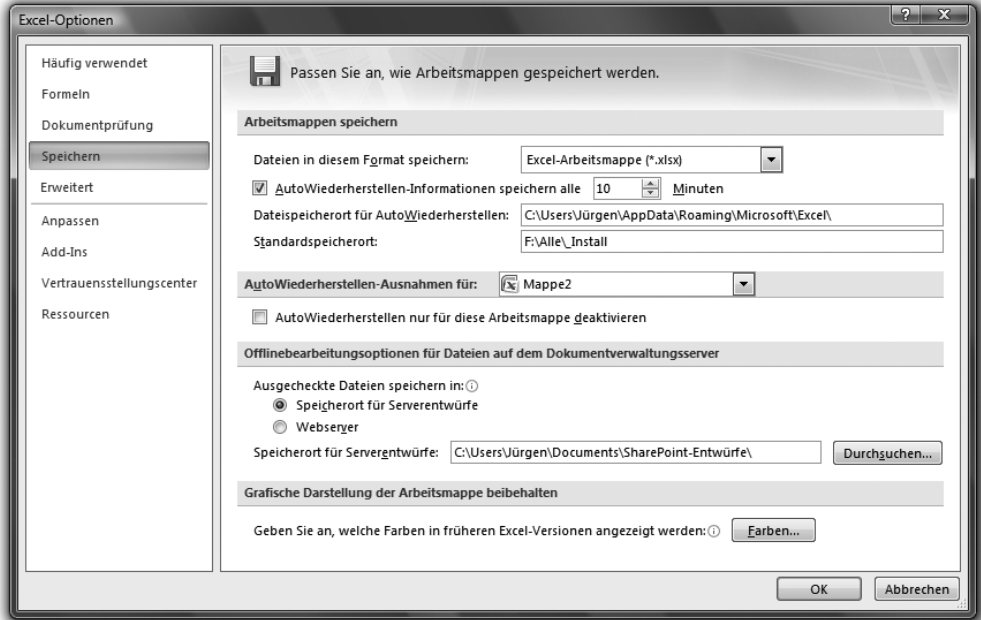 Excel-Optionen
Häufig verwendet
Formeln
Dokumentprüfung
Speichern
Erweitert
Anpassen
Add-Ins
Vertrauensstellungscenter
Ressourcen
Passen Sie an, wie Arbeitsmappen gespeichert werden.
Arbeitsmappen speichern
Dateien in diesem Format speichern: Excel-Arbeitsmappe (*.xlsx)
AutoWiederherstellen-Informationen speichern alle 10 Minuten
Dateispeicherort für AutoWiederherstellen: C:\Users\Jürgen\AppData\Roaming\Microsoft\Excel\
Standardspeicherort: F:\Alle\_Install
AutoWiederherstellen-Ausnahmen für: Mappe2
AutoWiederherstellen nur für diese Arbeitsmappe deaktivieren
Offlinebearbeitungsoptionen für Dateien auf dem Dokumentverwaltungsserver
Ausgecheckte Dateien speichern in:
Speicherort für Serverentwürfe
Webserver
Speicherort für Serverentwürfe: C:\Users\Jürgen\Documents\SharePoint-Entwürfe\ Durchsuchen...
Grafische Darstellung der Arbeitsmappe beibehalten
Geben Sie an, welche Farben in früheren Excel-Versionen angezeigt werden: Farben...
OK Abbrechen